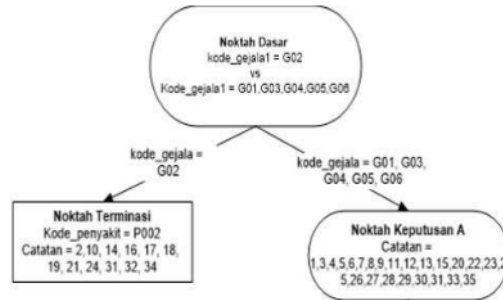 Noktah Dasar
kode_gejala1 = G02
vs
Kode_gejala1 = G01,G03,G04,G05,G06
kode_gejala =
G02
kode_gejala = G01, G03,
G04, G05, G06
Noktah Terminasi
Kode_penyakit = P002
Catatan = 2,10, 14, 16, 17, 18,
19, 21, 24, 31, 32, 34
Noktah Keputusan A
Catatan =
1,3,4,5,6,7,8,9,11,12,13,15,20,22,23,2
5,26,27,28,29,30,31,33,35